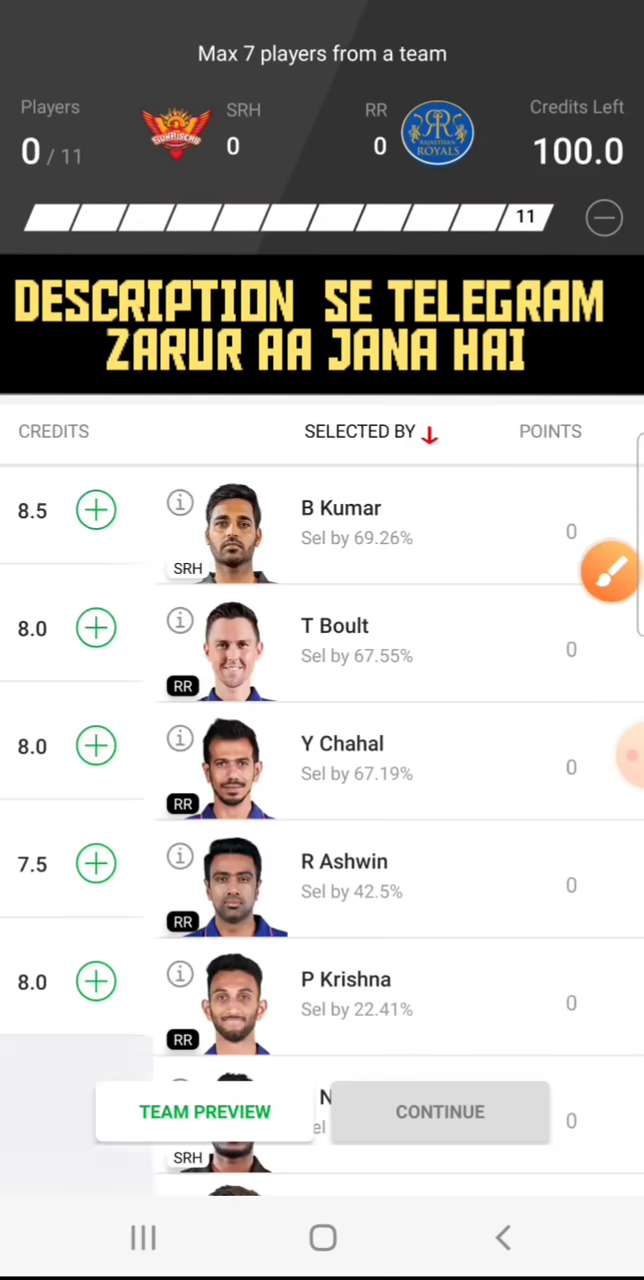 Max 7 players from a team
Players SRH RR Credits Left
0 / 11 0 0 100.0
RAJASTHAN
ROYALS
11
DESCRIPTION SE TELEGRAM
ZARUR AA JANA HAI
CREDITS SELECTED BY POINTS
8.5 B Kumar
Sel by 69.26% 0
SRH
8.0 T Boult
Sel by 67.55% 0
RR
8.0 Y Chahal
Sel by 67.19% 0
RR
7.5 R Ashwin
Sel by 42.5% 0
RR
8.0 P Krishna
Sel by 22.41% 0
RR
N
TEAM PREVIEW CONTINUE 0
SRH